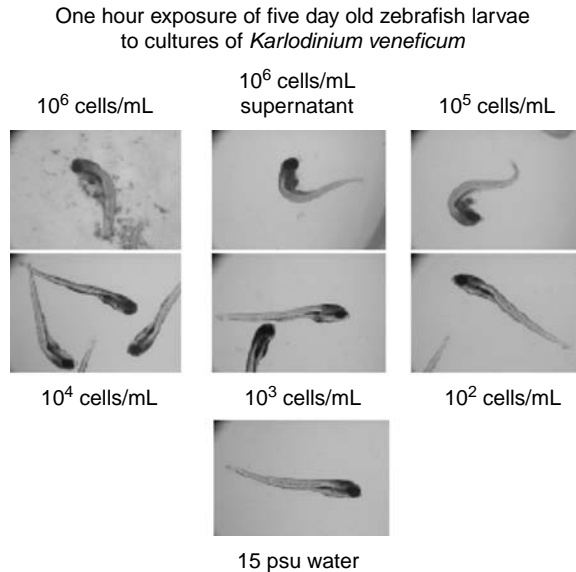 One hour exposure of five day old zebrafish larvae
to cultures of Karlodinium veneficum
10⁶ cells/mL
10⁶ cells/mL
supernatant
10⁵ cells/mL
10⁴ cells/mL
10³ cells/mL
10² cells/mL
15 psu water